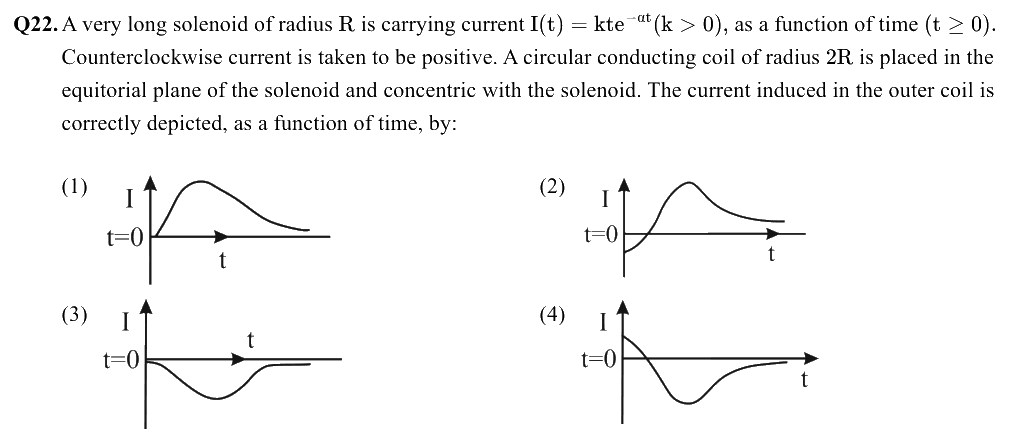 Q22. A very long solenoid of radius R is carrying current I(t) = kte⁻ᵅᵗ (k > 0), as a function of time (t ≥ 0).
Counterclockwise current is taken to be positive. A circular conducting coil of radius 2R is placed in the
equitorial plane of the solenoid and concentric with the solenoid. The current induced in the outer coil is
correctly depicted, as a function of time, by:
(1) I
t=0
t
(2) I
t=0
t
(3) I
t
t=0
(4) I
t=0
t